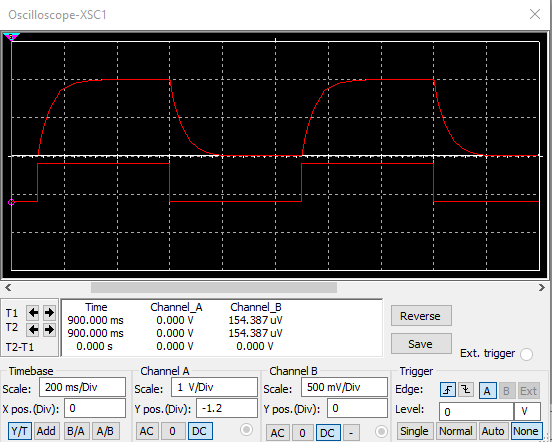 Oscilloscope-XSC1
T1
T2
T2-T1
Time Channel_A Channel_B
900.000 ms 0.000 V 154.387 uV
900.000 ms 0.000 V 154.387 uV
0.000 s 0.000 V 0.000 V
Reverse
Save
Ext. trigger
Timebase
Scale: 200 ms/Div
X pos.(Div): 0
Y/T Add B/A A/B
Channel A
Scale: 1 V/Div
Y pos.(Div): -1.2
AC 0 DC
Channel B
Scale: 500 mV/Div
Y pos.(Div): 0
AC 0 DC -
Trigger
Edge: A B Ext
Level: 0 V
Single Normal Auto None